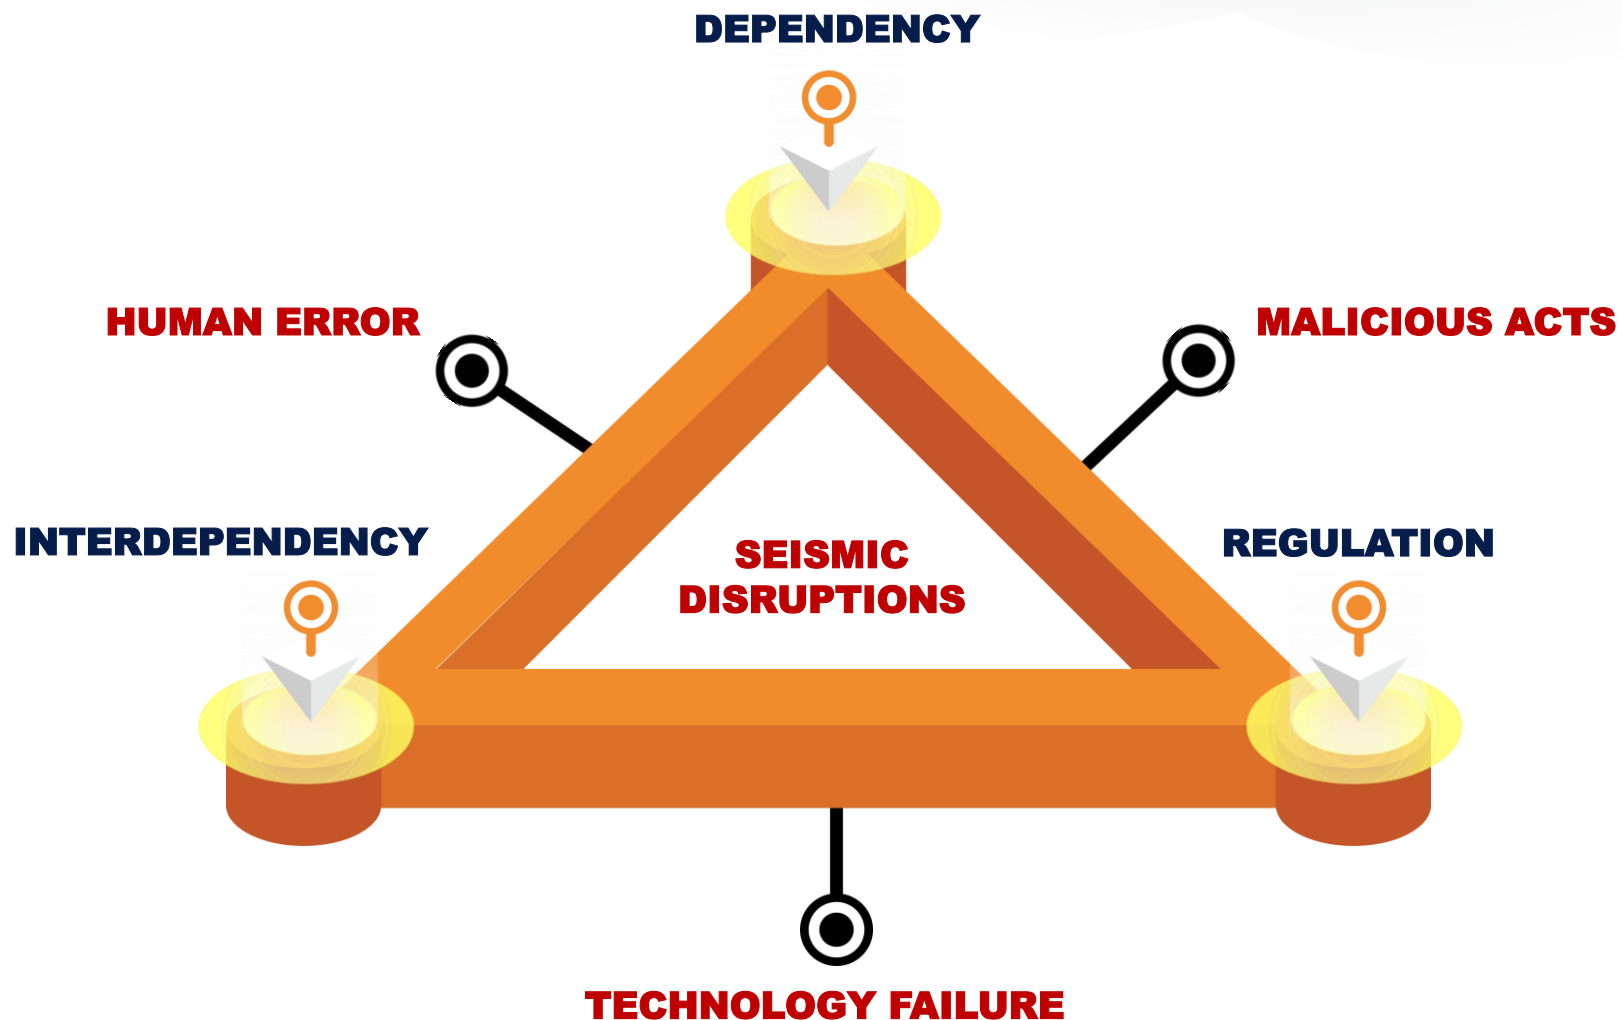 DEPENDENCY
HUMAN ERROR
MALICIOUS ACTS
INTERDEPENDENCY
REGULATION
SEISMIC
DISRUPTIONS
TECHNOLOGY FAILURE